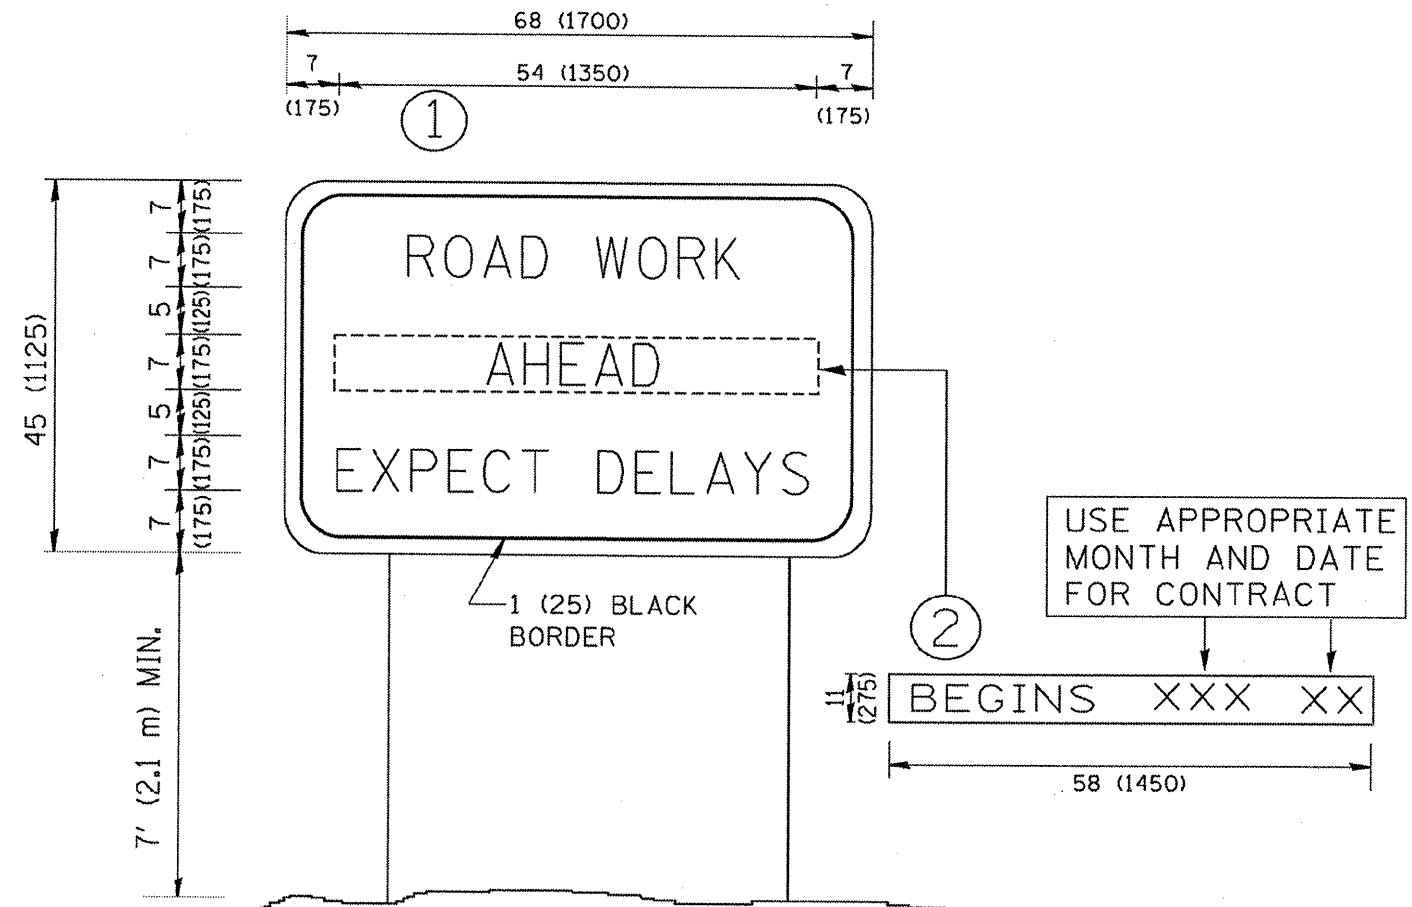 68 (1700)
7
54 (1350)
7
(175)
(175)
1
45 (1125)
7
(175)
7
(175)
5
(125)
7
(175)
5
(125)
7
(175)
7
(175)
ROAD WORK
AHEAD
EXPECT DELAYS
1 (25) BLACK
BORDER
7' (2.1 m) MIN.
USE APPROPRIATE
MONTH AND DATE
FOR CONTRACT
2
11
(275)
BEGINS XXX XX
58 (1450)